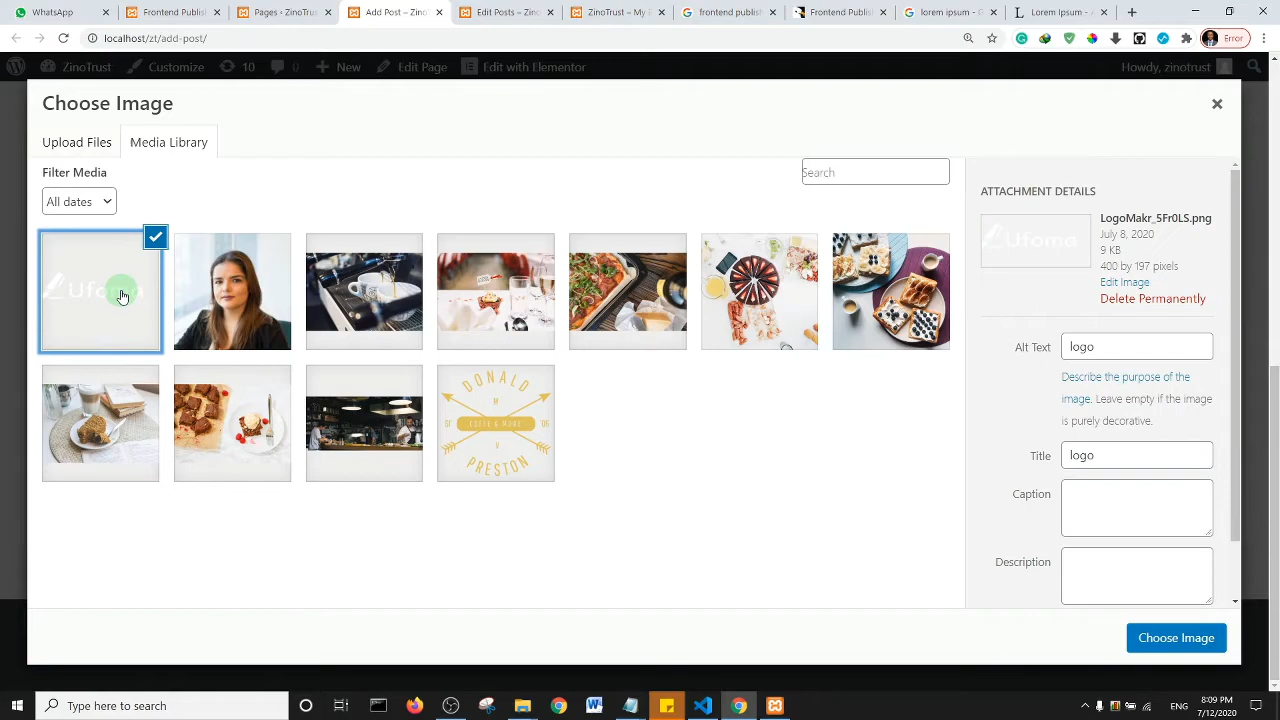 WhatsApp
Frontend Publish
Pages ‹ ZinoTrus
Add Post – Zino
Edit Posts – Zino
ZinoTrust – My B
frontend publish
Frontend Publish
lorem ipsum - G
Lorem Ipsum - A
localhost/zt/add-post/
Error
ZinoTrust
Customize
10
0
New
Edit Page
Edit with Elementor
Howdy, zinotrust
Choose Image
Upload Files
Media Library
Filter Media
All dates
Search
Ufoma
DONALD
M
KOFFE & MORE
V
PRESTON
ATTACHMENT DETAILS
Ufoma
LogoMakr_5Fr0LS.png
July 8, 2020
9 KB
400 by 197 pixels
Edit Image
Delete Permanently
Alt Text
logo
Describe the purpose of the
image. Leave empty if the image
is purely decorative.
Title
logo
Caption
Description
Choose Image
Type here to search
ENG
8:09 PM
7/12/2020